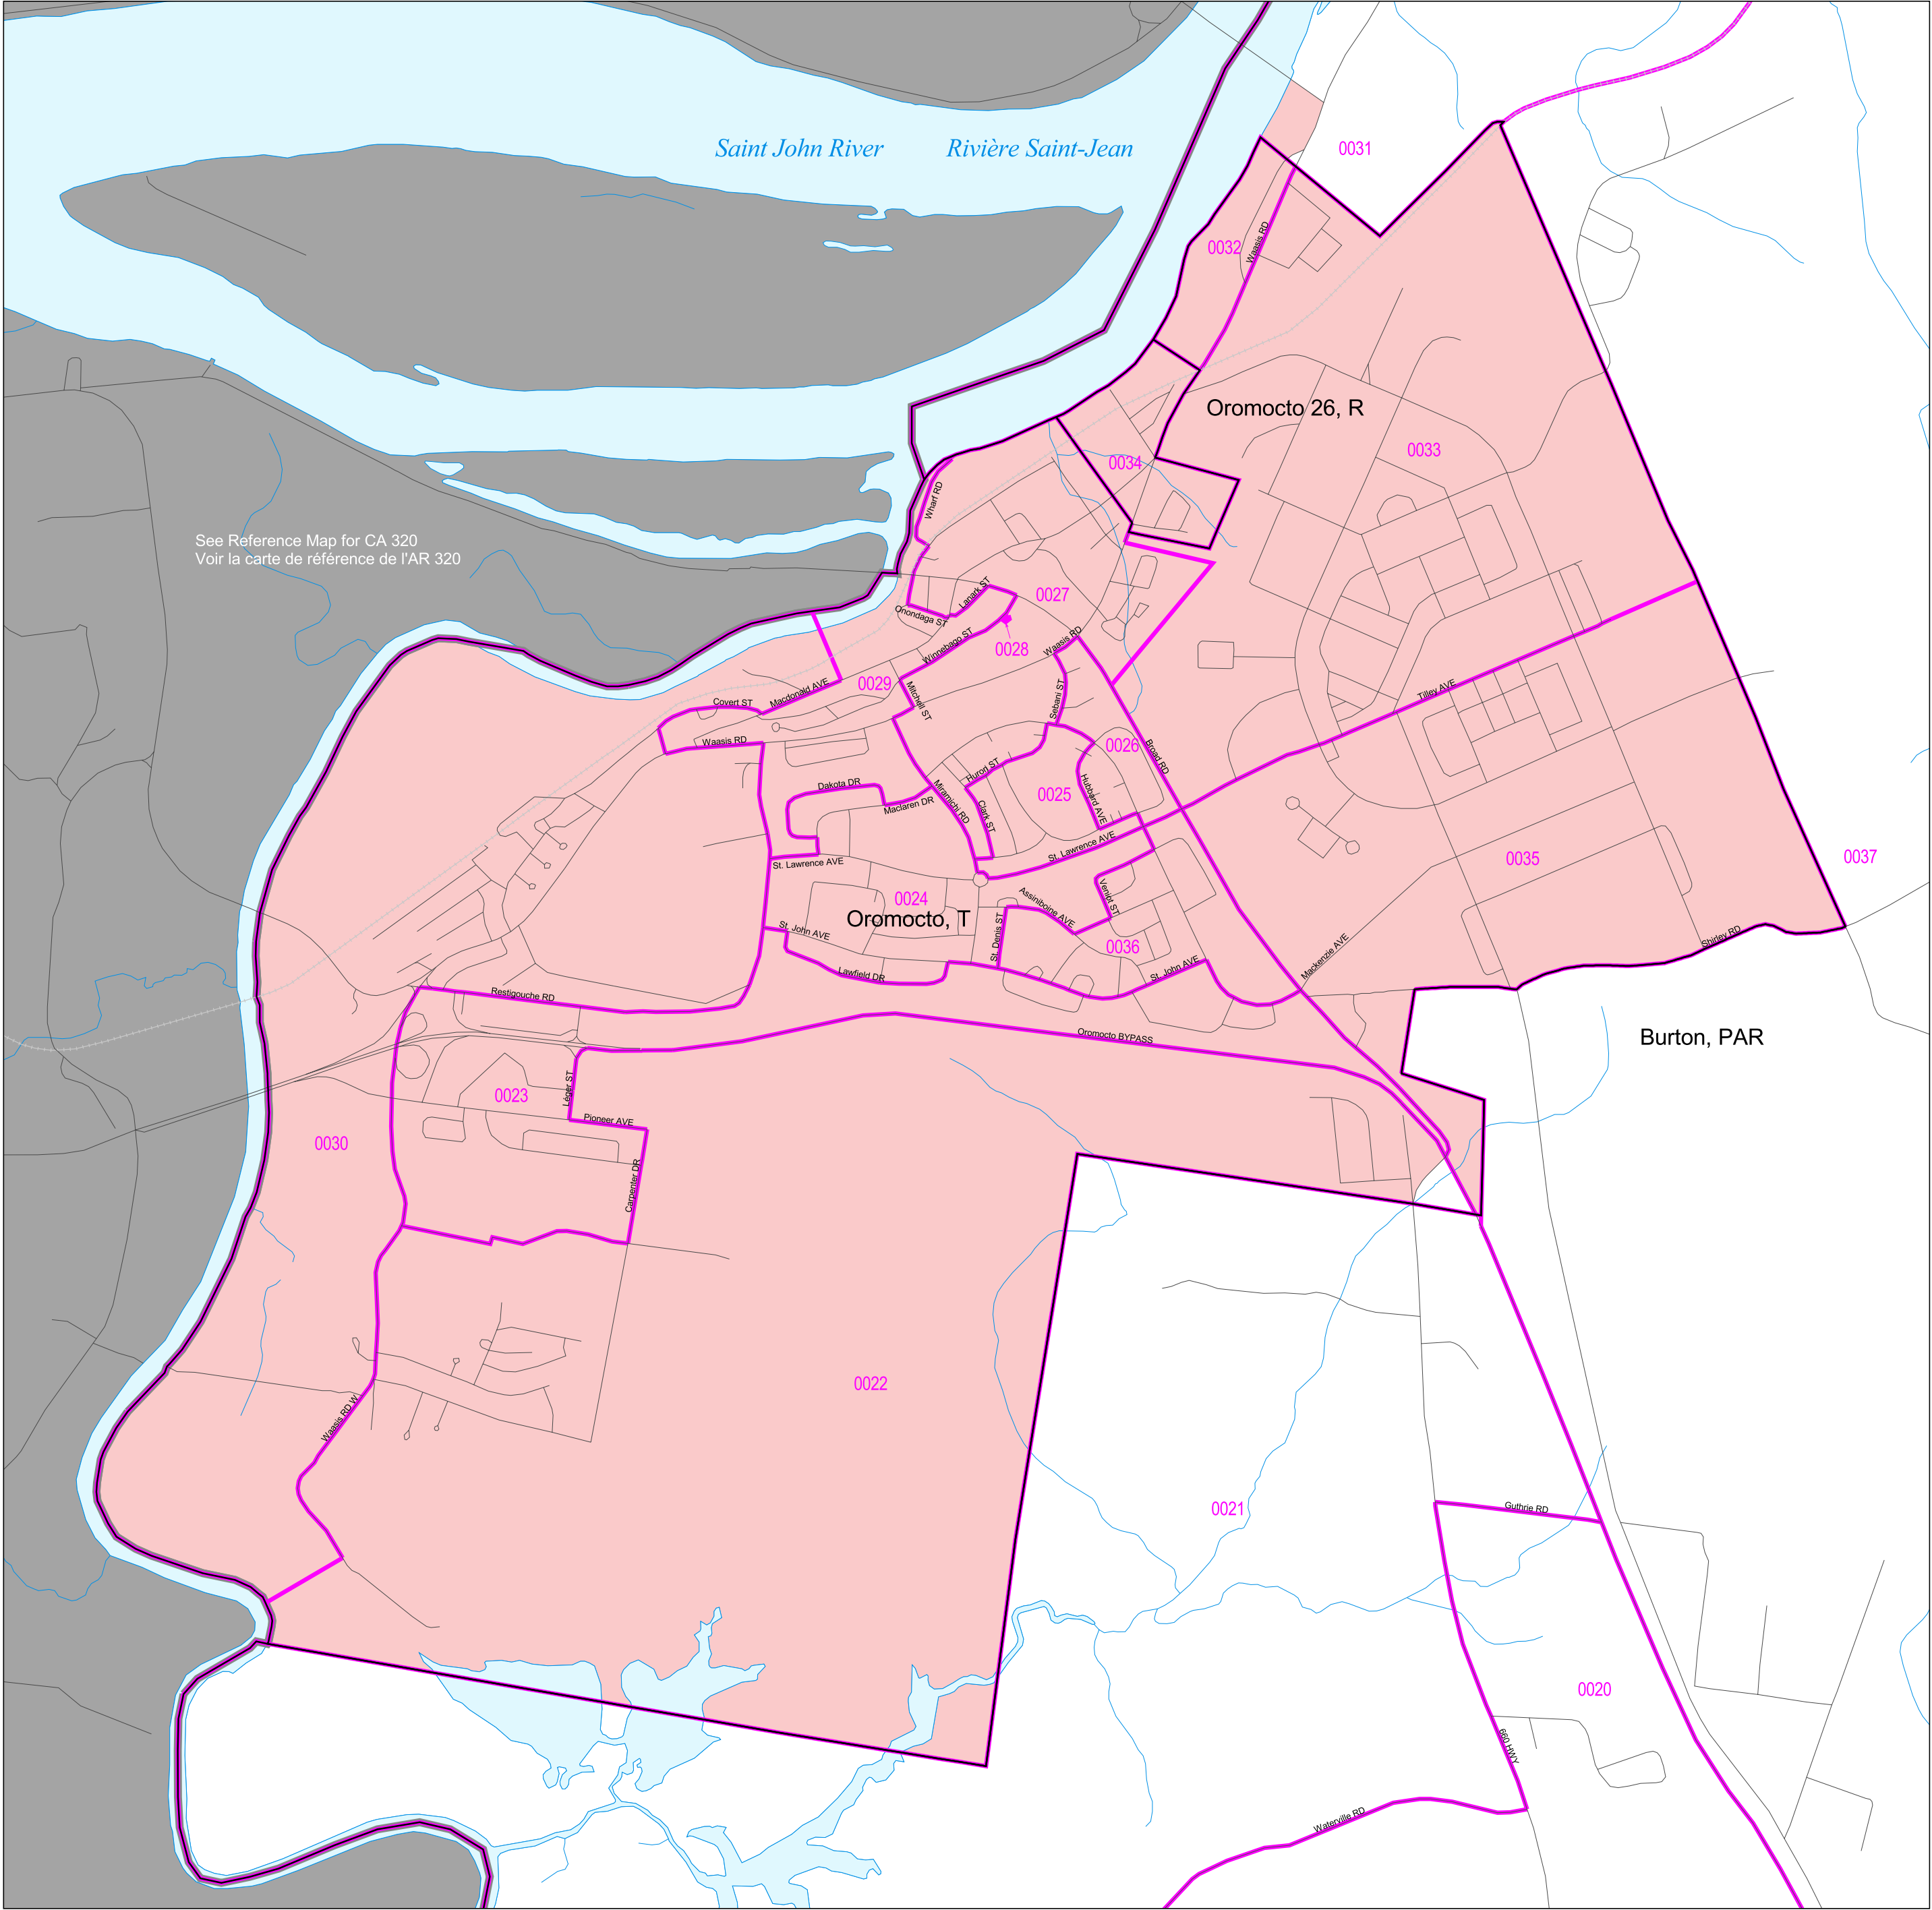 Saint John River
Rivière Saint-Jean
0031
0032
Waasis RD
Oromocto 26, R
0033
0034
Wharf RD
See Reference Map for CA 320
Voir la carte de référence de l'AR 320
Lanark ST
Onondaga ST
0027
Winnebago ST
0028
Waasis RD
0029
Macdonald AVE
Mitchell ST
Covert ST
Sebani ST
Tilley AVE
Waasis RD
0026
Broad RD
Huron ST
Dakota DR
Maclaren DR
Miramichi RD
Clark ST
0025
Hubbard AVE
St. Lawrence AVE
St. Lawrence AVE
0035
0037
0024
Oromocto, T
Assiniboine AVE
Veniot ST
St. John AVE
St. Denis ST
0036
Shirley RD
Mackenzie AVE
Lawfield DR
St. John AVE
Restigouche RD
Oromocto BYPASS
Burton, PAR
0023
Léger ST
Pioneer AVE
0030
Carpenter DR
0022
Waasis RD W
0021
Guthrie RD
0020
660 HWY
Waterville RD